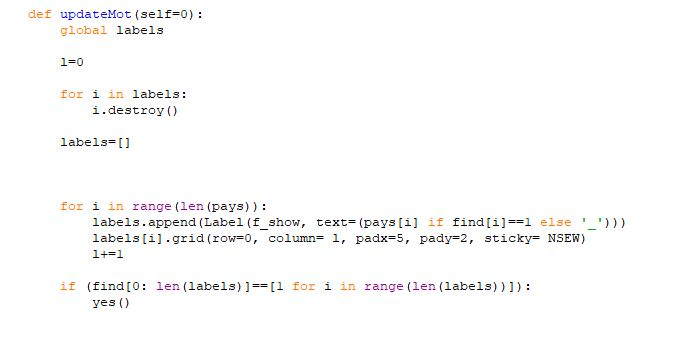 def updateMot(self=0):
global labels
l=0
for i in labels:
i.destroy()
labels=[]
for i in range(len(pays)):
labels.append(Label(f_show, text=(pays[i] if find[i]==1 else '_')))
labels[i].grid(row=0, column= l, padx=5, pady=2, sticky= NSEW)
l+=1
if (find[0: len(labels)]==[1 for i in range(len(labels))]):
yes()